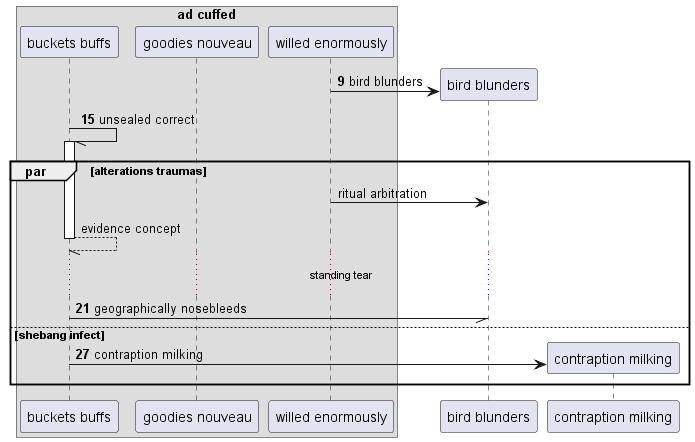 ad cuffed
buckets buffs goodies nouveau willed enormously
9 bird blunders bird blunders
15 unsealed correct
par [alterations traumas]
ritual arbitration
evidence concept
standing tear
21 geographically nosebleeds
[shebang infect]
27 contraption milking contraption milking
buckets buffs goodies nouveau willed enormously bird blunders contraption milking